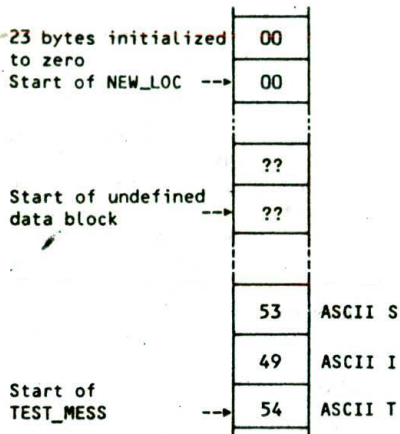 23 bytes initialized 00
to zero
Start of NEW_LOC --> 00
??
Start of undefined
data block --> ??
53 ASCII S
49 ASCII I
Start of
TEST_MESS --> 54 ASCII T